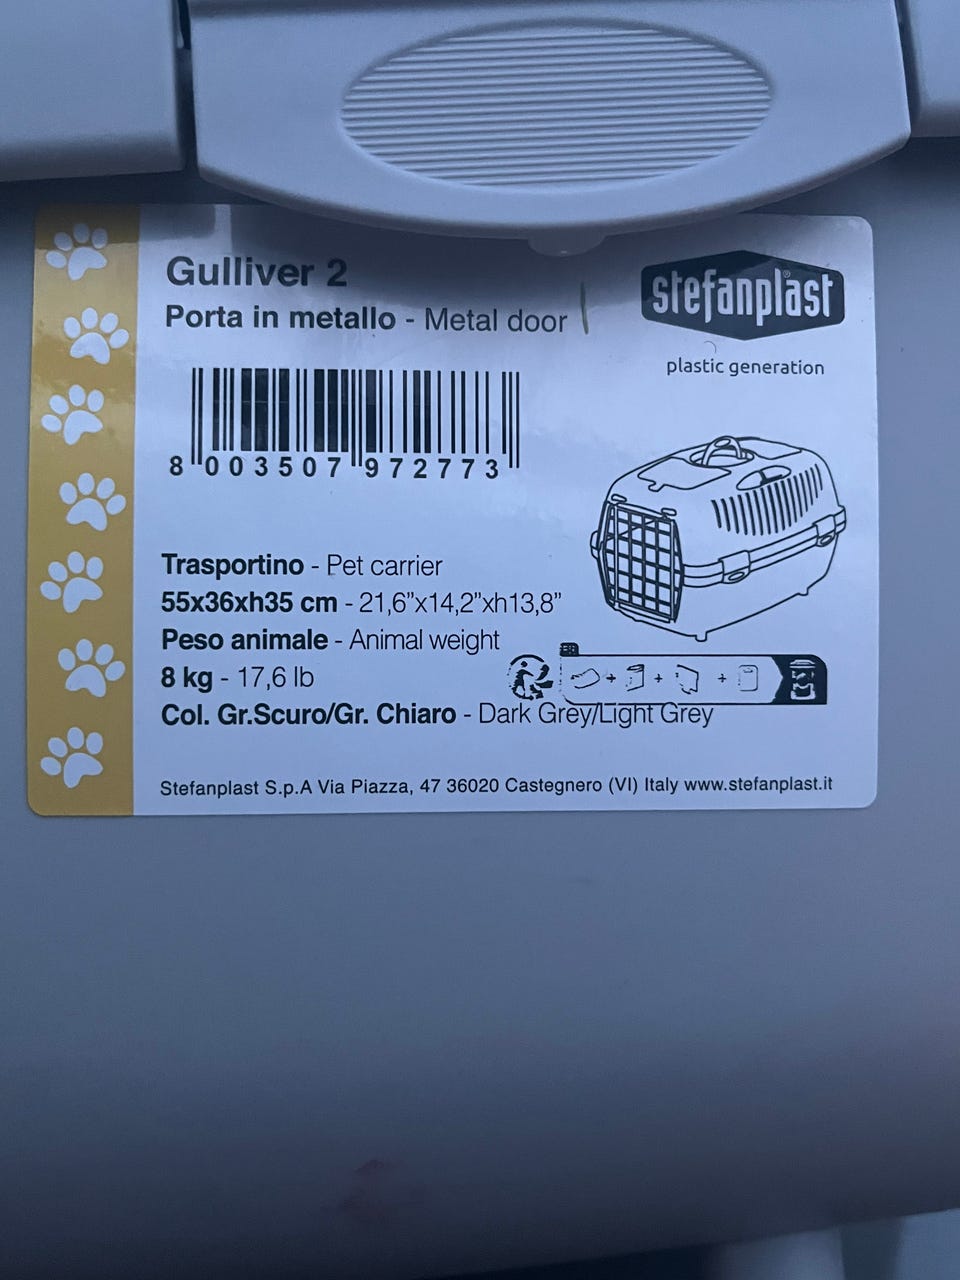 Gulliver 2
Porta in metallo - Metal door
stefanplast®
plastic generation
8 003507 972773
Trasportino - Pet carrier
55x36xh35 cm - 21,6”x14,2”xh13,8”
Peso animale - Animal weight
8 kg - 17,6 lb
Col. Gr.Scuro/Gr. Chiaro - Dark Grey/Light Grey
Stefanplast S.p.A Via Piazza, 47 36020 Castegnero (VI) Italy www.stefanplast.it